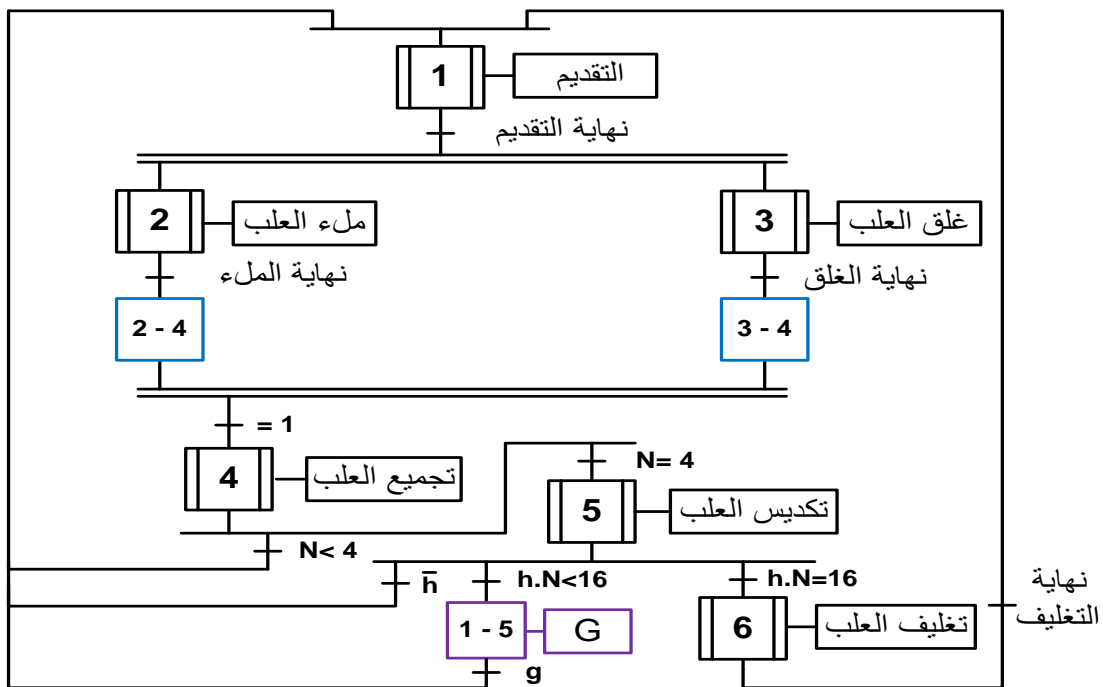 1
التقديم
نهاية التقديم
2
ملء العلب
3
غلق العلب
نهاية الملء
نهاية الغلق
2 - 4
3 - 4
= 1
4
تجميع العلب
N= 4
5
تكديس العلب
N< 4
h̅
h.N<16
h.N=16
نهاية
التغليف
1 - 5
G
6
تغليف العلب
g